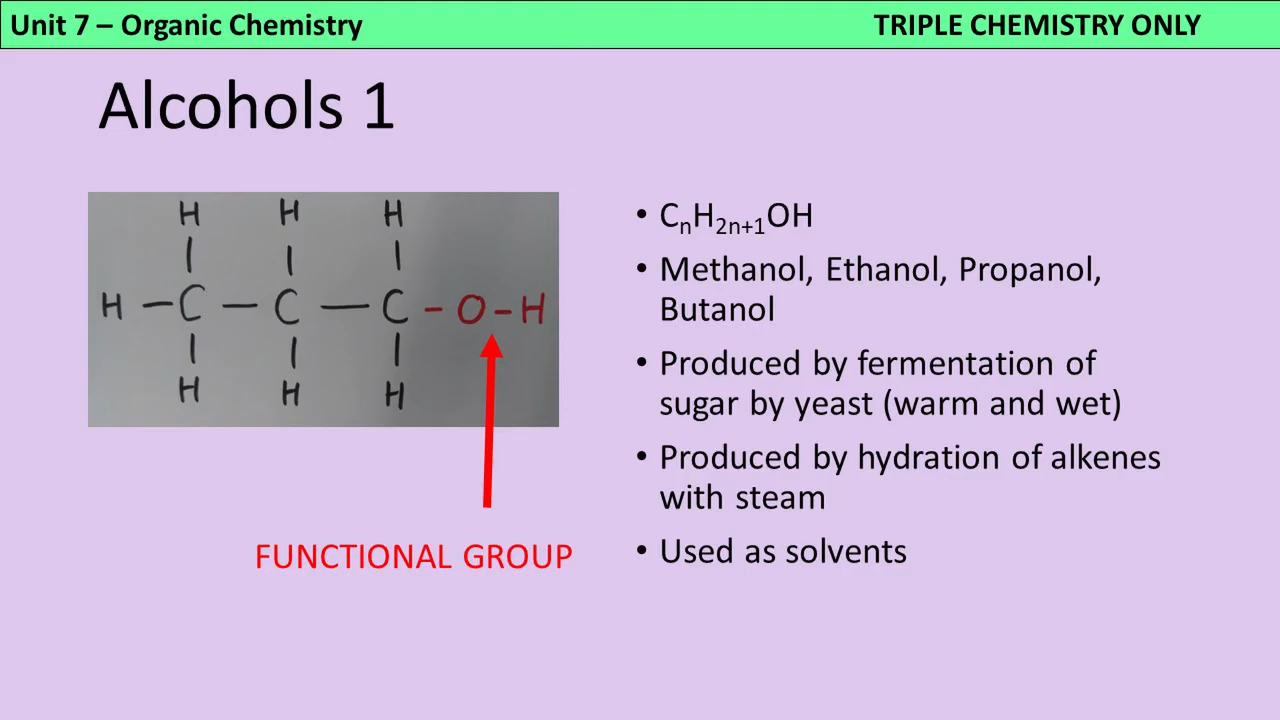 Unit 7 – Organic Chemistry
TRIPLE CHEMISTRY ONLY
Alcohols 1
H H H
H – C – C – C – O – H
H H H
FUNCTIONAL GROUP
• CₙH₂ₙ₊₁OH
• Methanol, Ethanol, Propanol,
Butanol
• Produced by fermentation of
sugar by yeast (warm and wet)
• Produced by hydration of alkenes
with steam
• Used as solvents